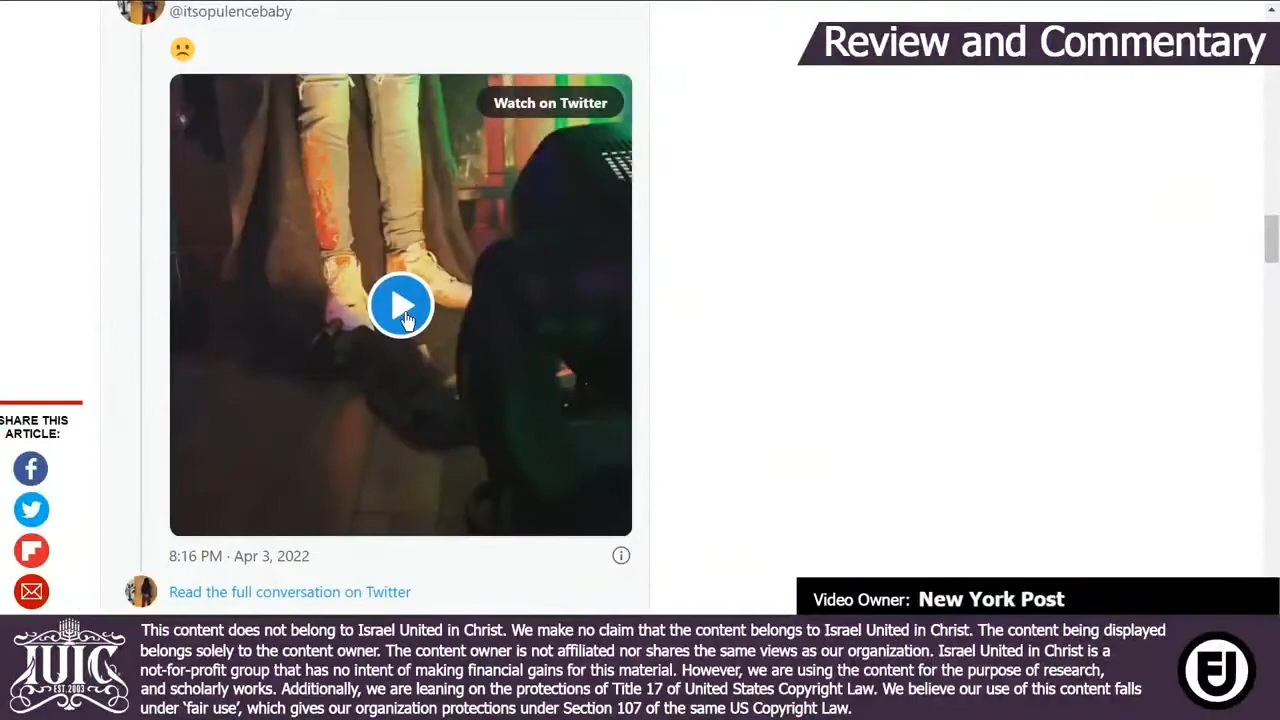 @itsopulencebaby
Review and Commentary
Watch on Twitter
SHARE THIS
ARTICLE:
8:16 PM · Apr 3, 2022
Read the full conversation on Twitter
Video Owner: New York Post
IUIC
EST. 2003
This content does not belong to Israel United in Christ. We make no claim that the content belongs to Israel United in Christ. The content being displayed
belongs solely to the content owner. The content owner is not affiliated nor shares the same views as our organization. Israel United in Christ is a
not-for-profit group that has no intent of making financial gains for this material. However, we are using the content for the purpose of research,
and scholarly works. Additionally, we are leaning on the protections of Title 17 of United States Copyright Law. We believe our use of this content falls
under 'fair use', which gives our organization protections under Section 107 of the same US Copyright Law.